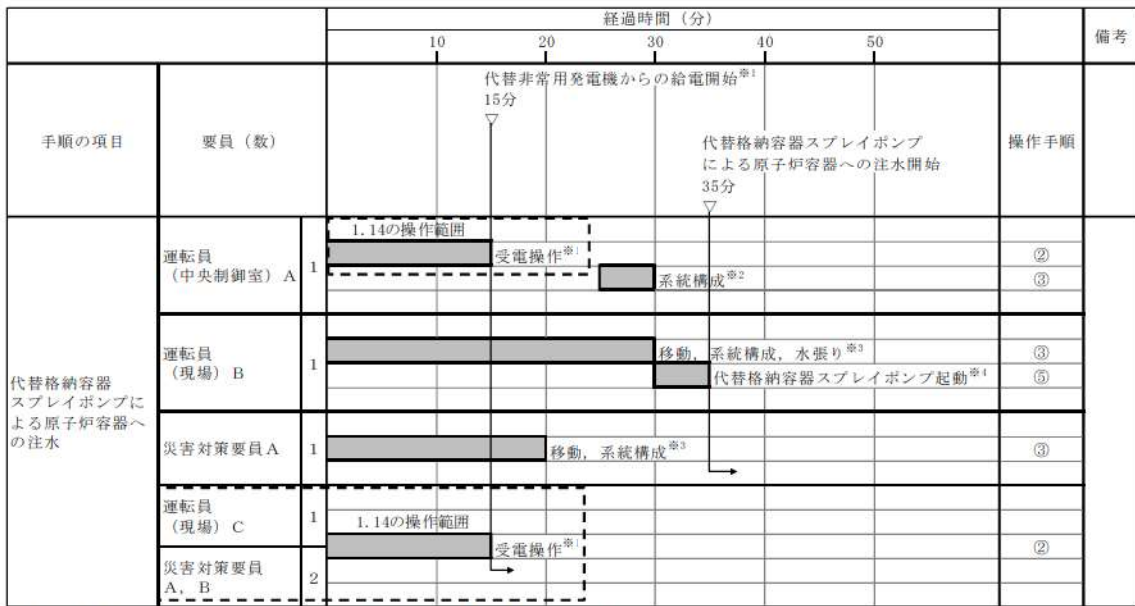 経過時間（分）
備考
10 20 30 40 50
手順の項目
要員（数）
操作手順
代替非常用発電機からの給電開始※1
15分
▽
代替格納容器スプレイポンプ
による原子炉容器への注水開始
35分
▽
代替格納容器
スプレイポンプに
よる原子炉容器へ
の注水
運転員
（中央制御室）A
1
1.14の操作範囲
受電操作※1
②
系統構成※2
③
運転員
（現場）B
1
移動，系統構成，水張り※3
③
代替格納容器スプレイポンプ起動※4
⑤
災害対策要員A
1
移動，系統構成※3
③
運転員
（現場）C
1
1.14の操作範囲
受電操作※1
②
災害対策要員
A，B
2